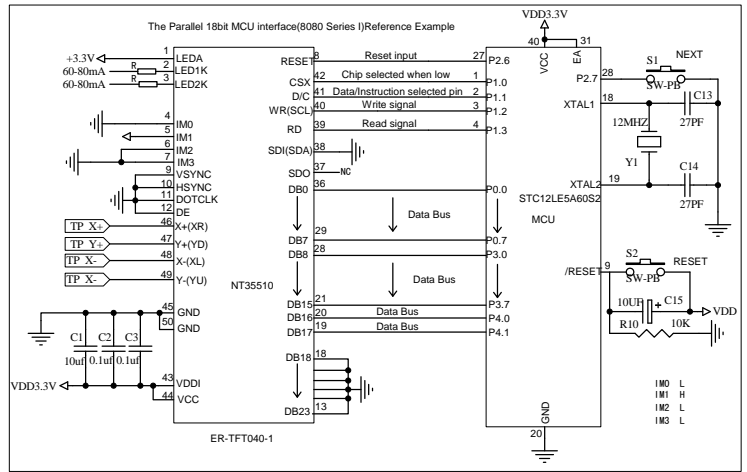 The Parallel 18bit MCU interface(8080 Series I)Reference Example
VDD3.3V
40
31
VCC
EA
+3.3V
1
LEDA
60-80mA
R
2
LED1K
60-80mA
R
3
LED2K
4
IM0
5
IM1
6
IM2
7
IM3
9
VSYNC
10
HSYNC
11
DOTCLK
12
DE
TP X+
46
X+(XR)
TP Y+
47
Y+(YD)
TP X-
48
X-(XL)
TP X-
49
Y-(YU)
45
GND
50
GND
C1
C2
C3
10uf
0.1uf
0.1uf
VDD3.3V
43
VDDI
44
VCC
NT35510
ER-TFT040-1
RESET
8
Reset input
27
P2.6
CSX
42
Chip selected when low
1
P1.0
D/C
41
Data/Instruction selected pin
2
P1.1
WR(SCL)
40
Write signal
3
P1.2
RD
39
Read signal
4
P1.3
SDI(SDA)
38
SDO
37
NC
DB0
36
P0.0
Data Bus
DB7
29
P0.7
DB8
28
P3.0
Data Bus
DB15
21
P3.7
DB16
20
Data Bus
P4.0
DB17
19
Data Bus
P4.1
DB18
18
DB23
13
STC12LE5A60S2
MCU
P2.7
28
S1
NEXT
SW-PB
XTAL1
18
C13
27PF
12MHZ
Y1
XTAL2
19
C14
27PF
/RESET
9
S2
RESET
SW-PB
10UF
+
C15
VDD
R10
10K
GND
20
IM0 L
IM1 H
IM2 L
IM3 L